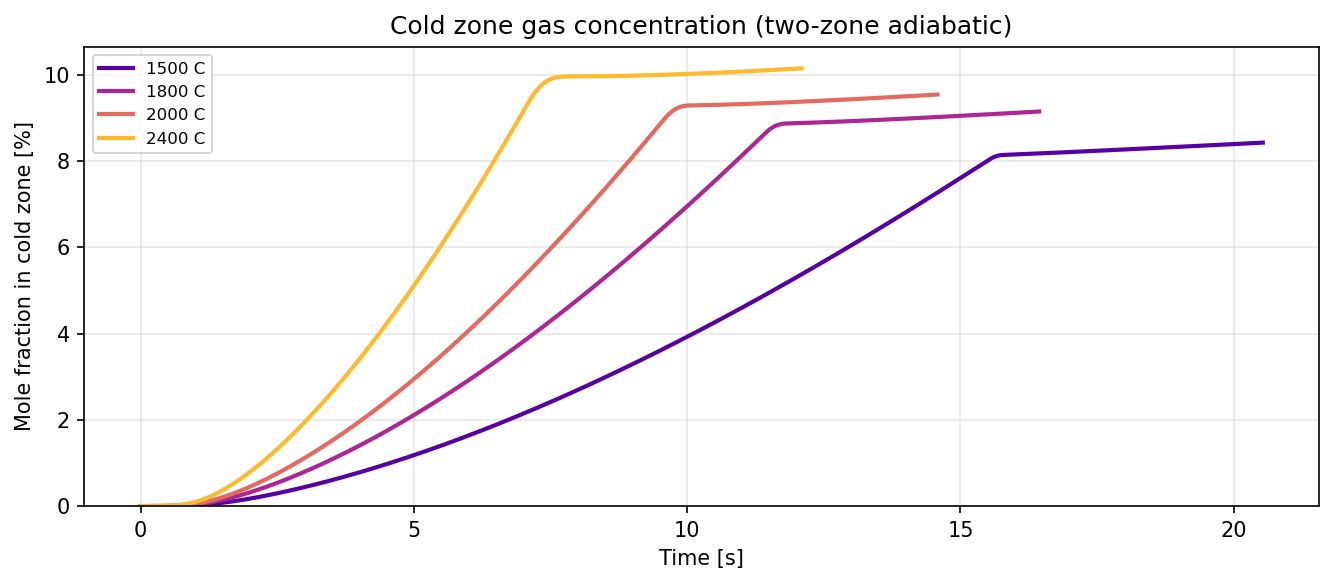 Cold zone gas concentration (two-zone adiabatic)
Mole fraction in cold zone [%]
10
8
6
4
2
0
1500 C
1800 C
2000 C
2400 C
0 5 10 15 20
Time [s]